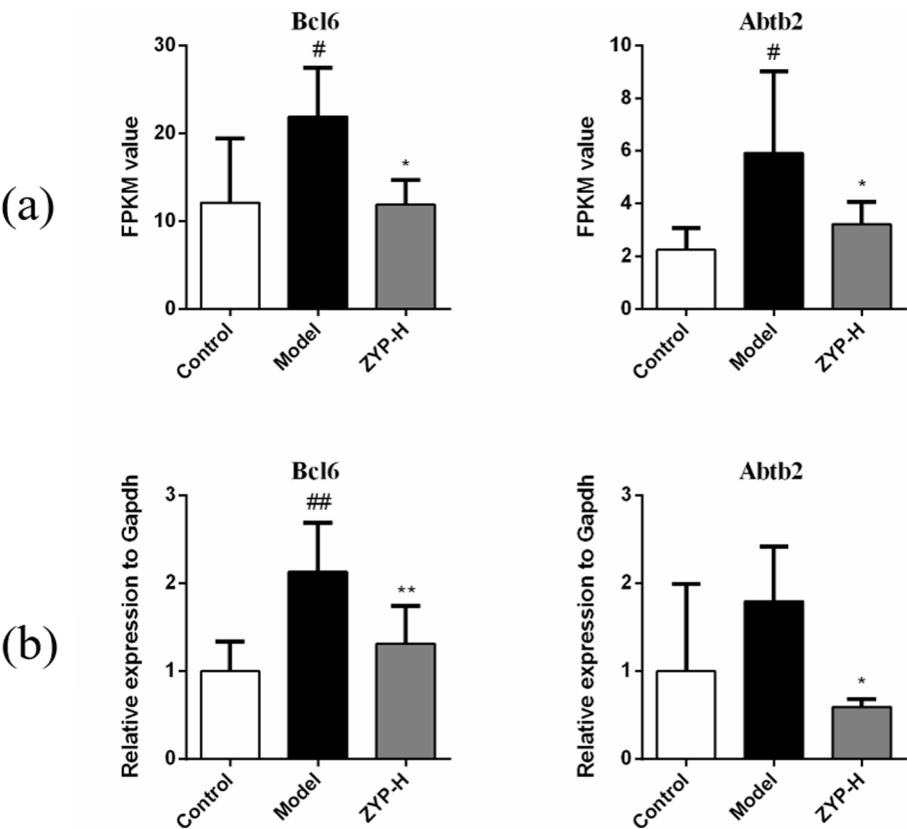 (a)
Bcl6
FPKM value
30
20
10
0
#
*
Control
Model
ZYP-H
Abtb2
FPKM value
10
8
6
4
2
0
#
*
Control
Model
ZYP-H
(b)
Bcl6
Relative expression to Gapdh
3
2
1
0
##
**
Control
Model
ZYP-H
Abtb2
Relative expression to Gapdh
3
2
1
0
*
Control
Model
ZYP-H